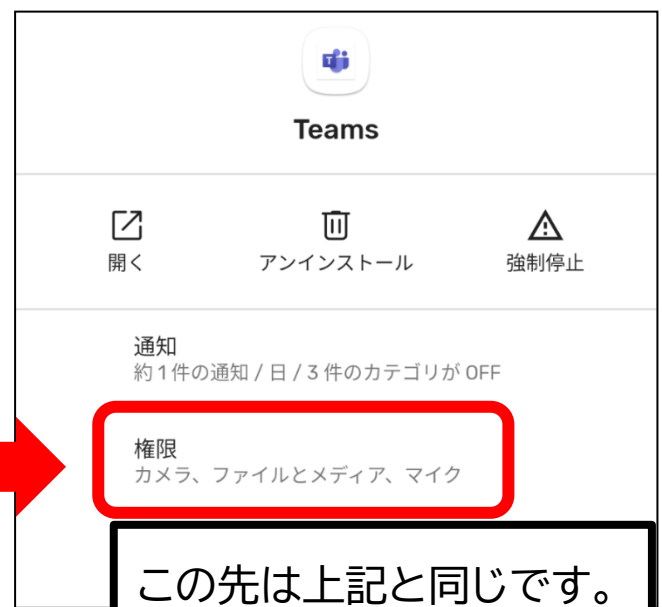 Teams
開く
アンインストール
強制停止
通知
約1件の通知 / 日 / 3 件のカテゴリが OFF
権限
カメラ、ファイルとメディア、マイク
この先は上記と同じです。